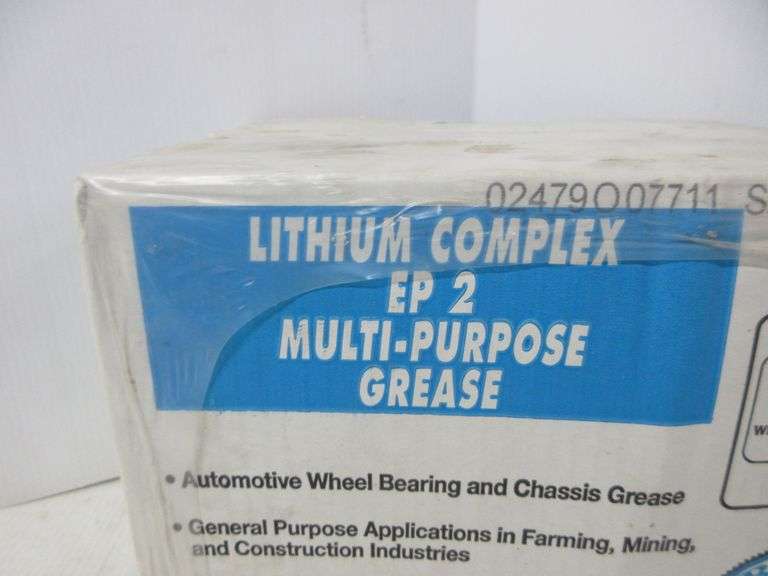 02479O07711 S
LITHIUM COMPLEX
EP 2
MULTI-PURPOSE
GREASE
• Automotive Wheel Bearing and Chassis Grease
• General Purpose Applications in Farming, Mining,
and Construction Industries